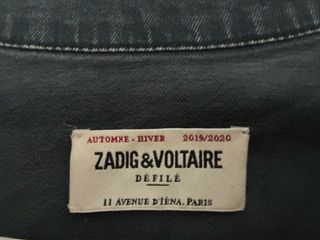 AUTOMNE - HIVER 2019/2020
ZADIG&VOLTAIRE
DÉFILÉ
11 AVENUE D'IÉNA. PARIS